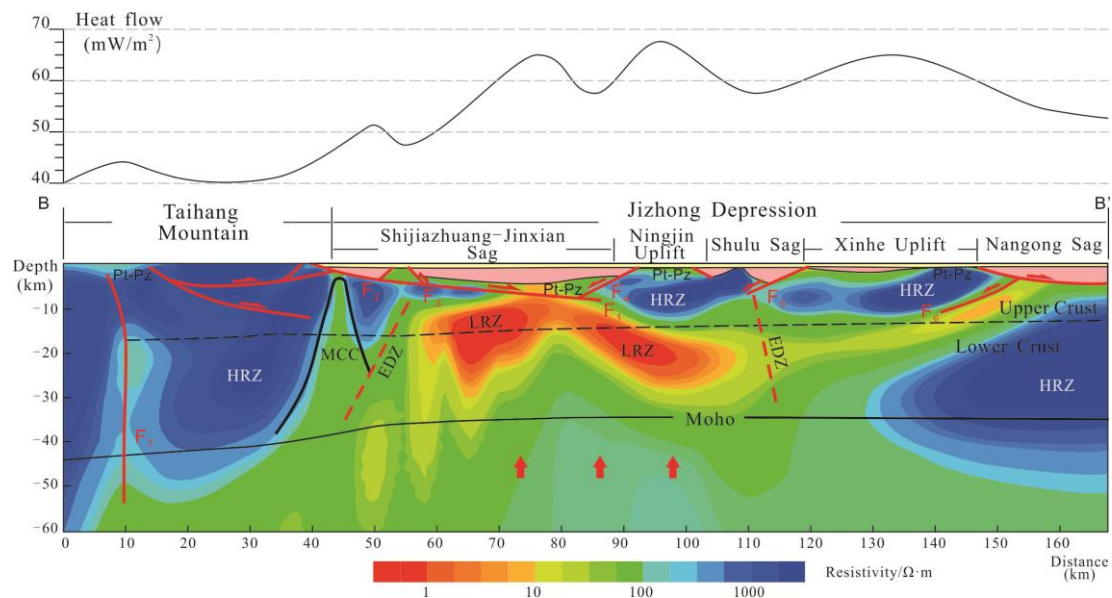 Heat flow
(mW/m²)
70
60
50
40
B
B'
Taihang
Mountain
Jizhong Depression
Shijiazhuang-Jinxian
Sag
Ningjin
Uplift
Shulu Sag
Xinhe Uplift
Nangong Sag
Depth
(km)
0
-10
-20
-30
-40
-50
-60
Pt-Pz
Pt-Pz
Pt-Pz
Pt-Pz
F₂
F₃
F₁
F₇
HRZ
MCC
EDZ
LRZ
LRZ
HRZ
EDZ
HRZ
HRZ
Upper Crust
Lower Crust
Moho
0 10 20 30 40 50 60 70 80 90 100 110 120 130 140 150 160
Distance
(km)
1 10 100 1000
Resistivity/Ω·m